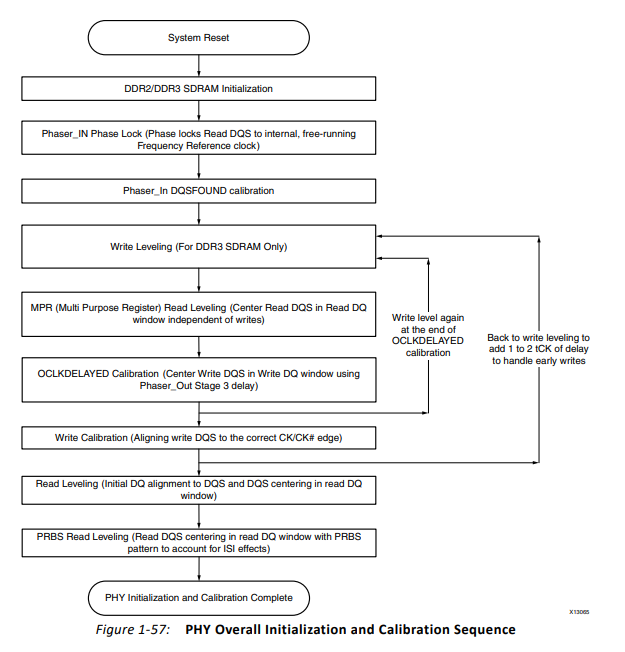 System Reset
DDR2/DDR3 SDRAM Initialization
Phaser_IN Phase Lock (Phase locks Read DQS to internal, free-running
Frequency Reference clock)
Phaser_In DQSFOUND calibration
Write Leveling (For DDR3 SDRAM Only)
MPR (Multi Purpose Register) Read Leveling (Center Read DQS in Read DQ
window independent of writes)
Write level again
at the end of
OCLKDELAYED
calibration
Back to write leveling to
add 1 to 2 tCK of delay
to handle early writes
OCLKDELAYED Calibration (Center Write DQS in Write DQ window using
Phaser_Out Stage 3 delay)
Write Calibration (Aligning write DQS to the correct CK/CK# edge)
Read Leveling (Initial DQ alignment to DQS and DQS centering in read DQ
window)
PRBS Read Leveling (Read DQS centering in read DQ window with PRBS
pattern to account for ISI effects)
PHY Initialization and Calibration Complete
X13065
Figure 1-57: PHY Overall Initialization and Calibration Sequence